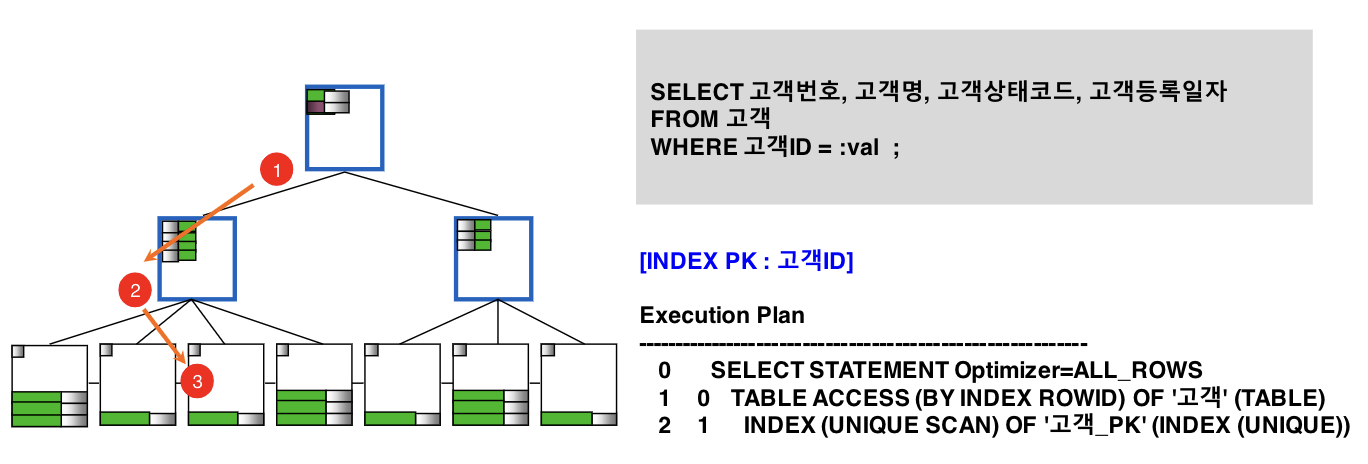 1
2
3
SELECT 고객번호, 고객명, 고객상태코드, 고객등록일자
FROM 고객
WHERE 고객ID = :val ;
[INDEX PK : 고객ID]
Execution Plan
--------------------------------------------------------
0 SELECT STATEMENT Optimizer=ALL_ROWS
1 0 TABLE ACCESS (BY INDEX ROWID) OF '고객' (TABLE)
2 1 INDEX (UNIQUE SCAN) OF '고객_PK' (INDEX (UNIQUE))